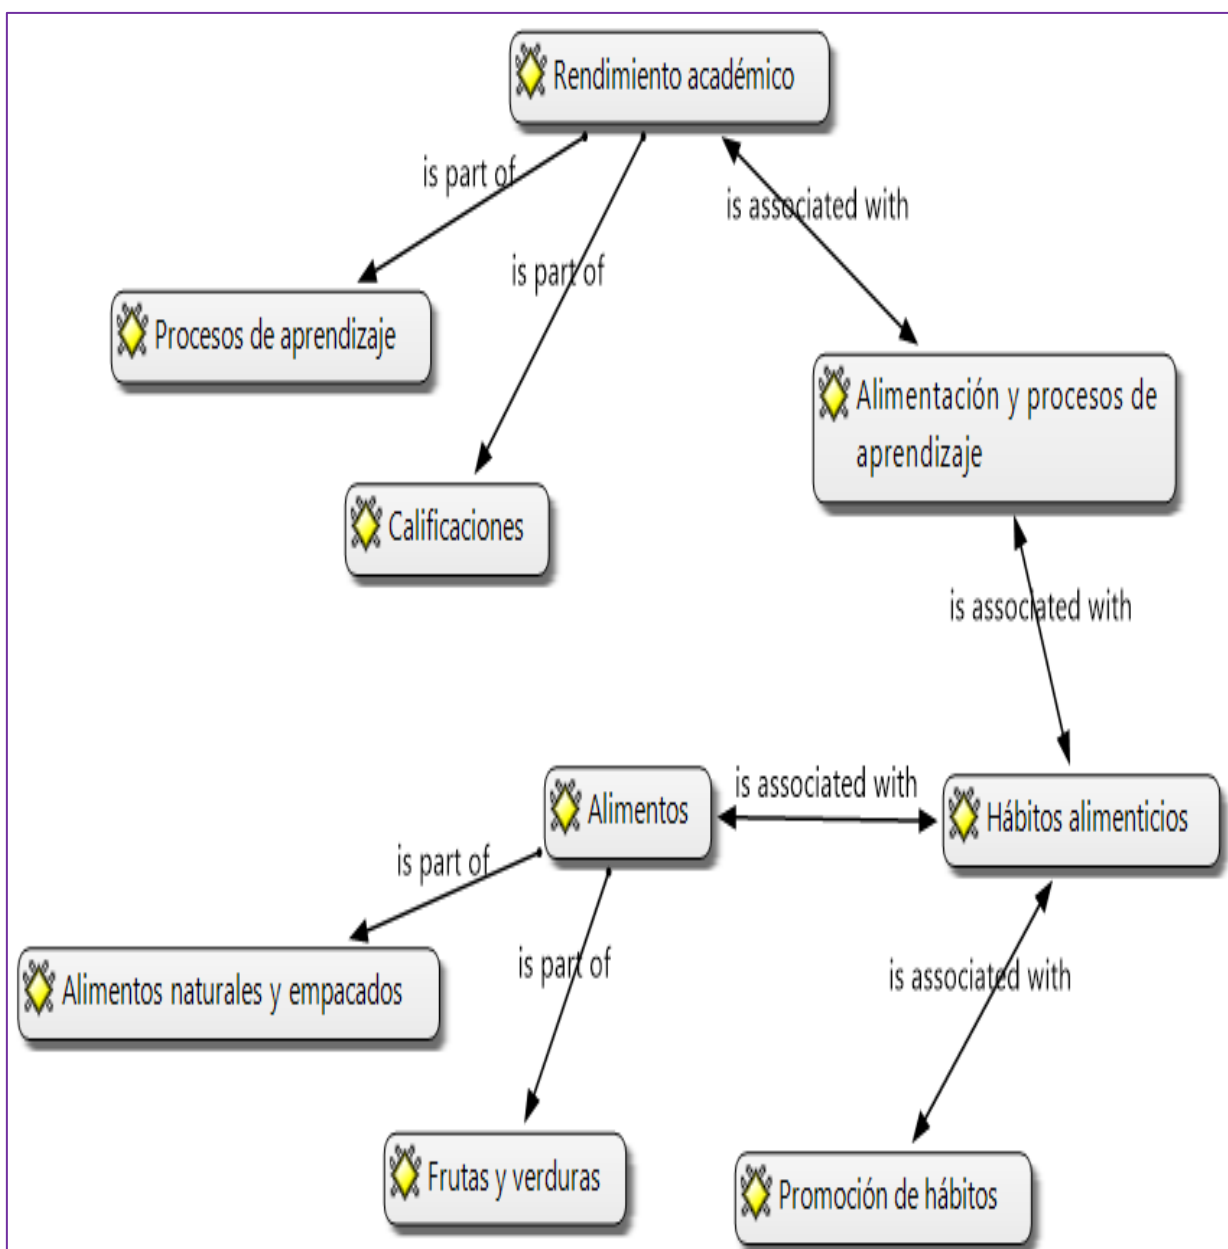 Rendimiento académico
is part of
is associated with
is part of
Procesos de aprendizaje
Alimentación y procesos de
aprendizaje
Calificaciones
is associated with
is associated with
Alimentos
Hábitos alimenticios
is part of
is part of
is associated with
Alimentos naturales y empacados
Frutas y verduras
Promoción de hábitos